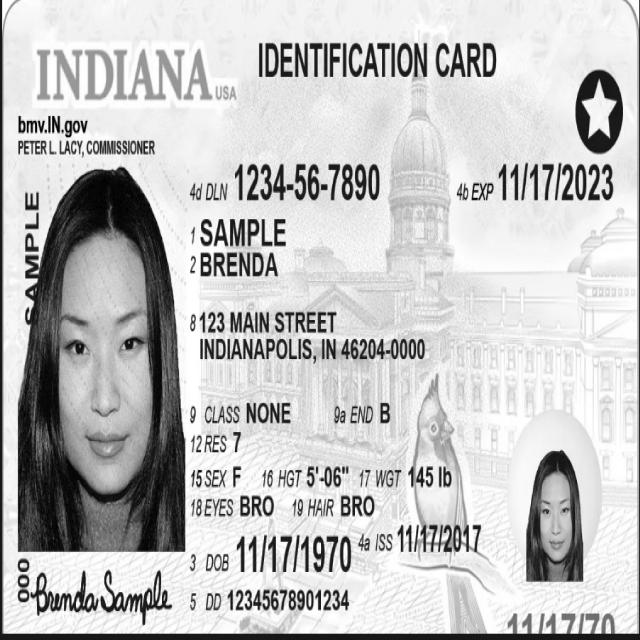 INDIANA USA
IDENTIFICATION CARD
bmv.IN.gov
PETER L. LACY, COMMISSIONER
SAMPLE
4d DLN 1234-56-7890 4b EXP 11/17/2023
1 SAMPLE
2 BRENDA
8 123 MAIN STREET
INDIANAPOLIS, IN 46204-0000
9 CLASS NONE 9a END B
12 RES 7
15 SEX F 16 HGT 5'-06" 17 WGT 145 lb
18 EYES BRO 19 HAIR BRO
3 DOB 11/17/1970 4a ISS 11/17/2017
5 DD 12345678901234
000
Brenda Sample
11/17/70